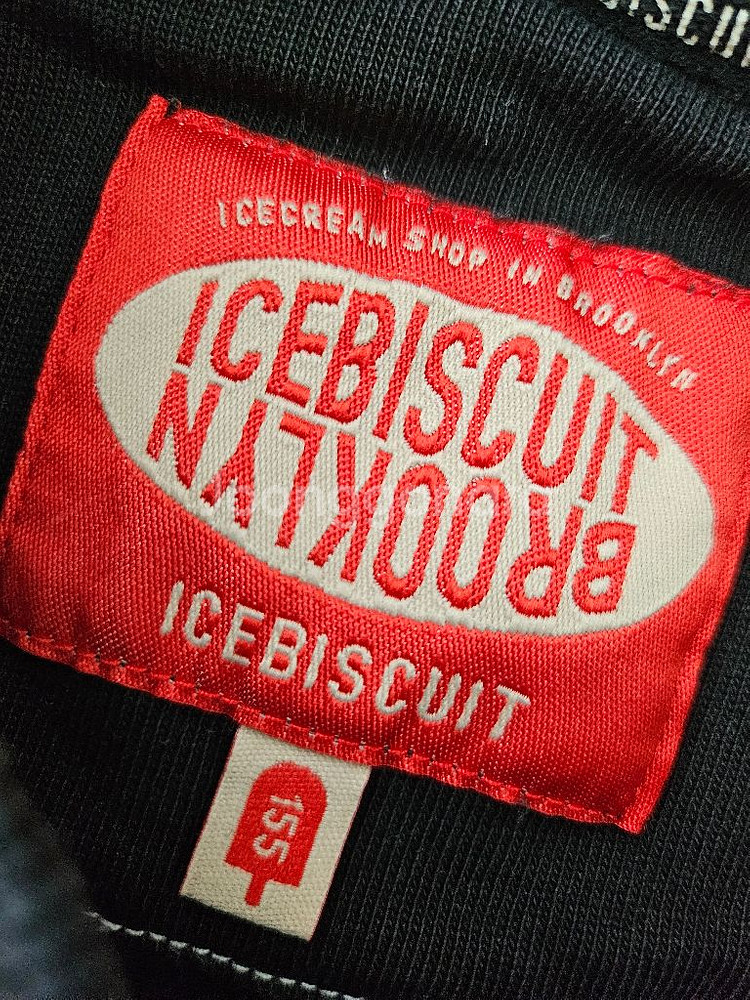 ICECREAM SHOP IN BROOKLYN
ICEBISCUIT
BROOKLYN
ICEBISCUIT
155